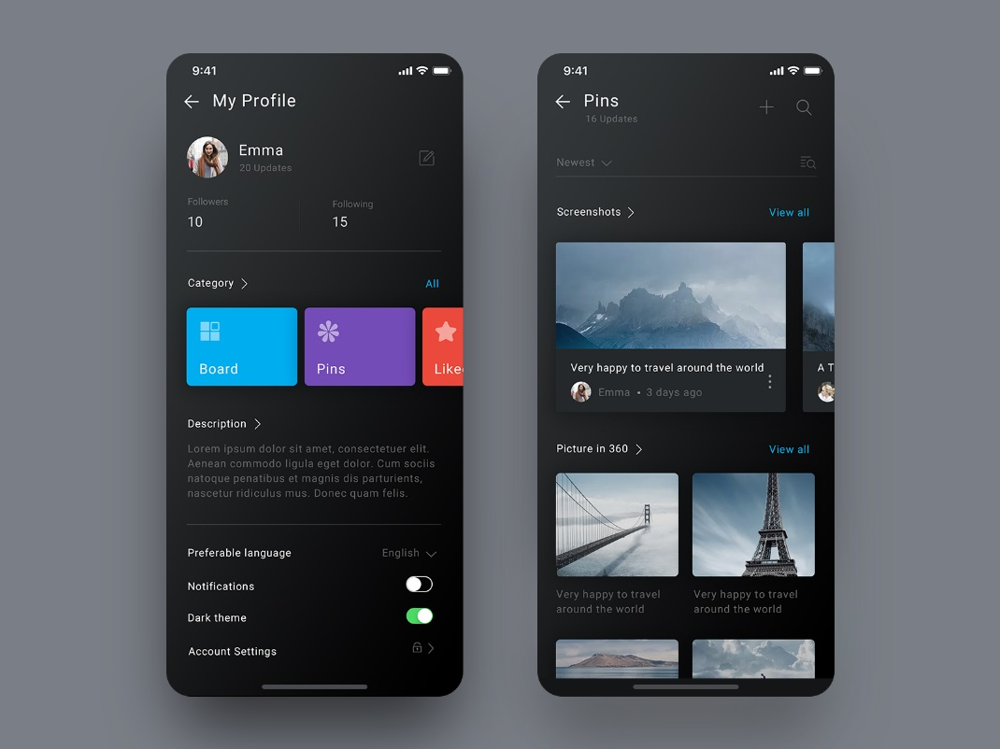 9:41
My Profile
Emma
20 Updates
Followers
Following
10
15
Category
All
Board
Pins
Like
Description
Lorem ipsum dolor sit amet, consectetuer elit.
Aenean commodo ligula eget dolor. Cum sociis
natoque penatibus et magnis dis parturients,
nascetur ridiculus mus. Donec quam felis.
Preferable language
English
Notifications
Dark theme
Account Settings
9:41
Pins
16 Updates
Newest
Screenshots
View all
Very happy to travel around the world
Emma • 3 days ago
A T
Picture in 360
View all
Very happy to travel
around the world
Very happy to travel
around the world